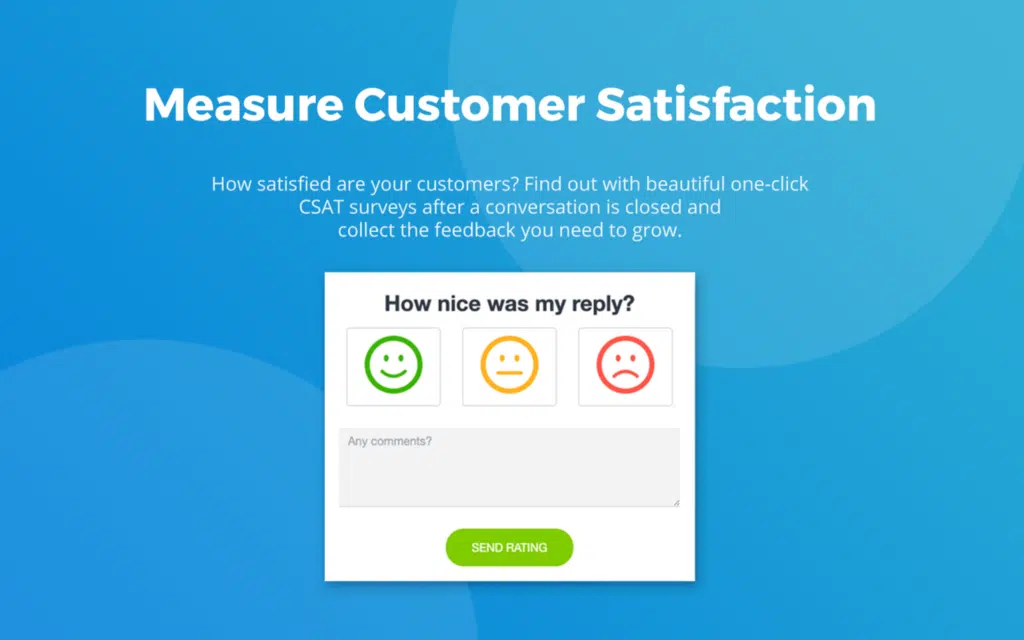 Measure Customer Satisfaction
How satisfied are your customers? Find out with beautiful one-click
CSAT surveys after a conversation is closed and
collect the feedback you need to grow.
How nice was my reply?
Any comments?
SEND RATING